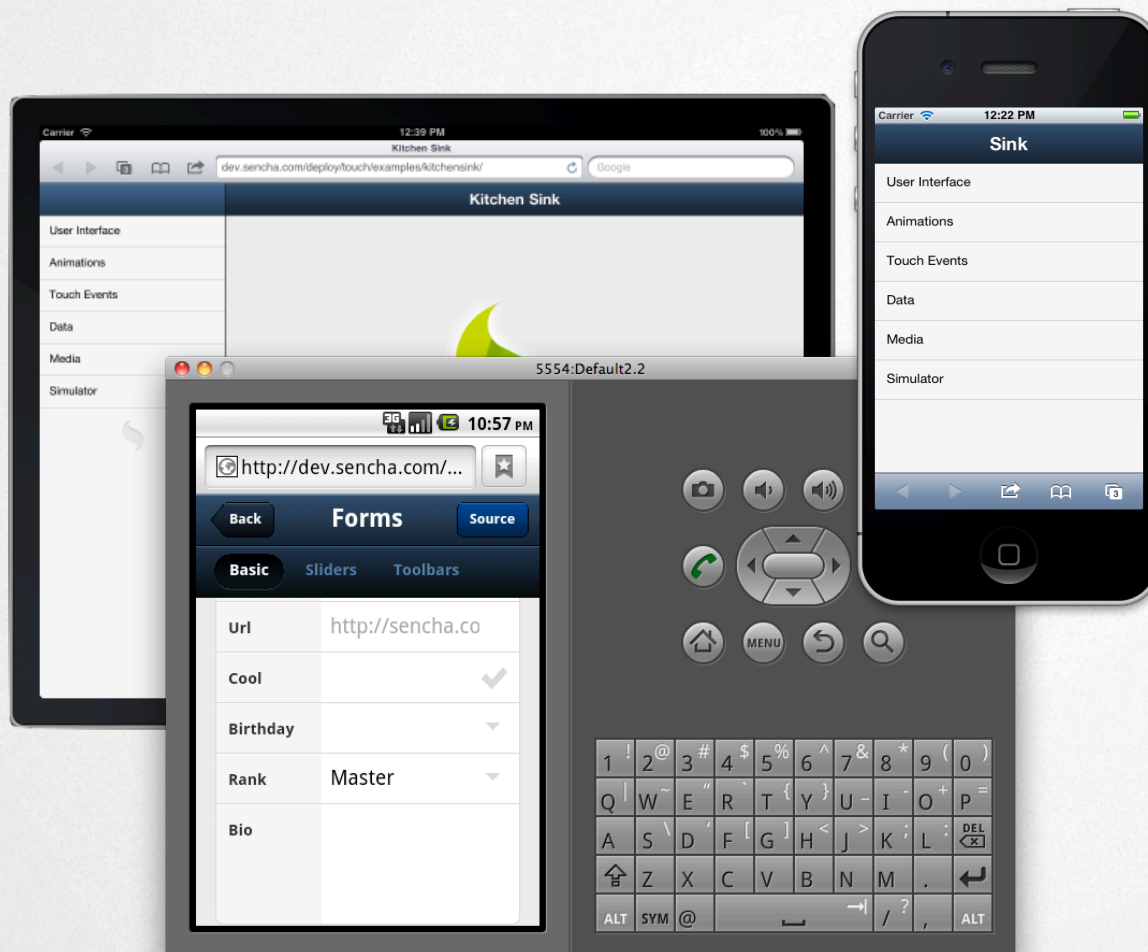 Carrier 12:39 PM 100%
Kitchen Sink
3
dev.sencha.com/deploy/touch/examples/kitchensink/ Google
Kitchen Sink
User Interface
Animations
Touch Events
Data
Media
Simulator
Carrier 12:22 PM
Sink
User Interface
Animations
Touch Events
Data
Media
Simulator
3
5554:Default2.2
3G 10:57 PM
http://dev.sencha.com/...
Back Forms Source
Basic Sliders Toolbars
Url http://sencha.co
Cool
Birthday
Rank Master
Bio
MENU
1 ! 2 @ 3 # 4 $ 5 % 6 ^ 7 & 8 * 9 ( 0 )
Q | W ~ E " R ` T { Y } U _ I - O + P =
A S \ D ' F [ G ] H < J > K ; L : DEL
Z X C V B N M .
ALT SYM @ / ? , ALT